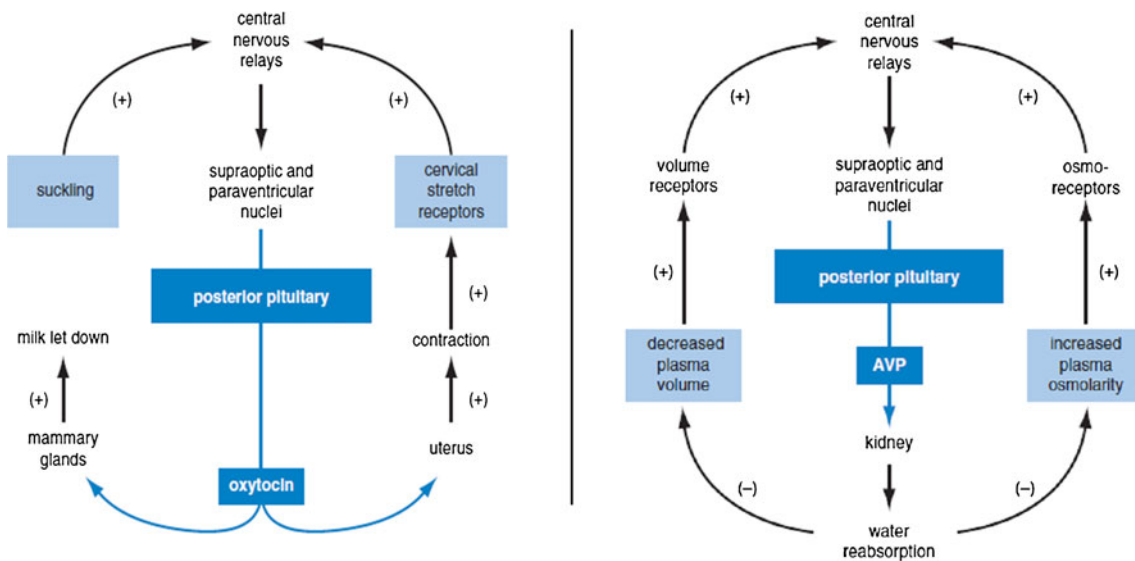 central
nervous
relays
(+)
(+)
suckling
supraoptic and
paraventricular
nuclei
cervical
stretch
receptors
posterior pituitary
(+)
milk let down
contraction
(+)
(+)
mammary
glands
uterus
oxytocin
central
nervous
relays
(+)
(+)
volume
receptors
supraoptic and
paraventricular
nuclei
osmo-
receptors
(+)
posterior pituitary
(+)
decreased
plasma
volume
AVP
increased
plasma
osmolarity
kidney
(–)
(–)
water
reabsorption